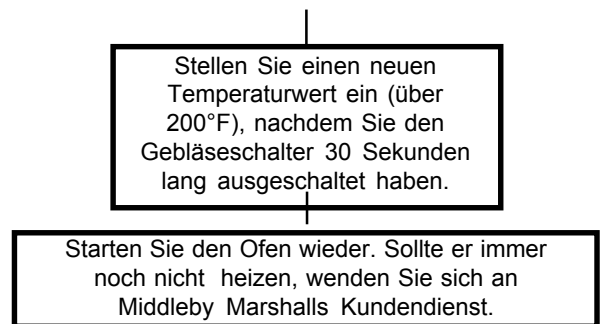 Stellen Sie einen neuen
Temperaturwert ein (über
200°F), nachdem Sie den
Gebläseschalter 30 Sekunden
lang ausgeschaltet haben.
Starten Sie den Ofen wieder. Sollte er immer
noch nicht heizen, wenden Sie sich an
Middleby Marshalls Kundendienst.